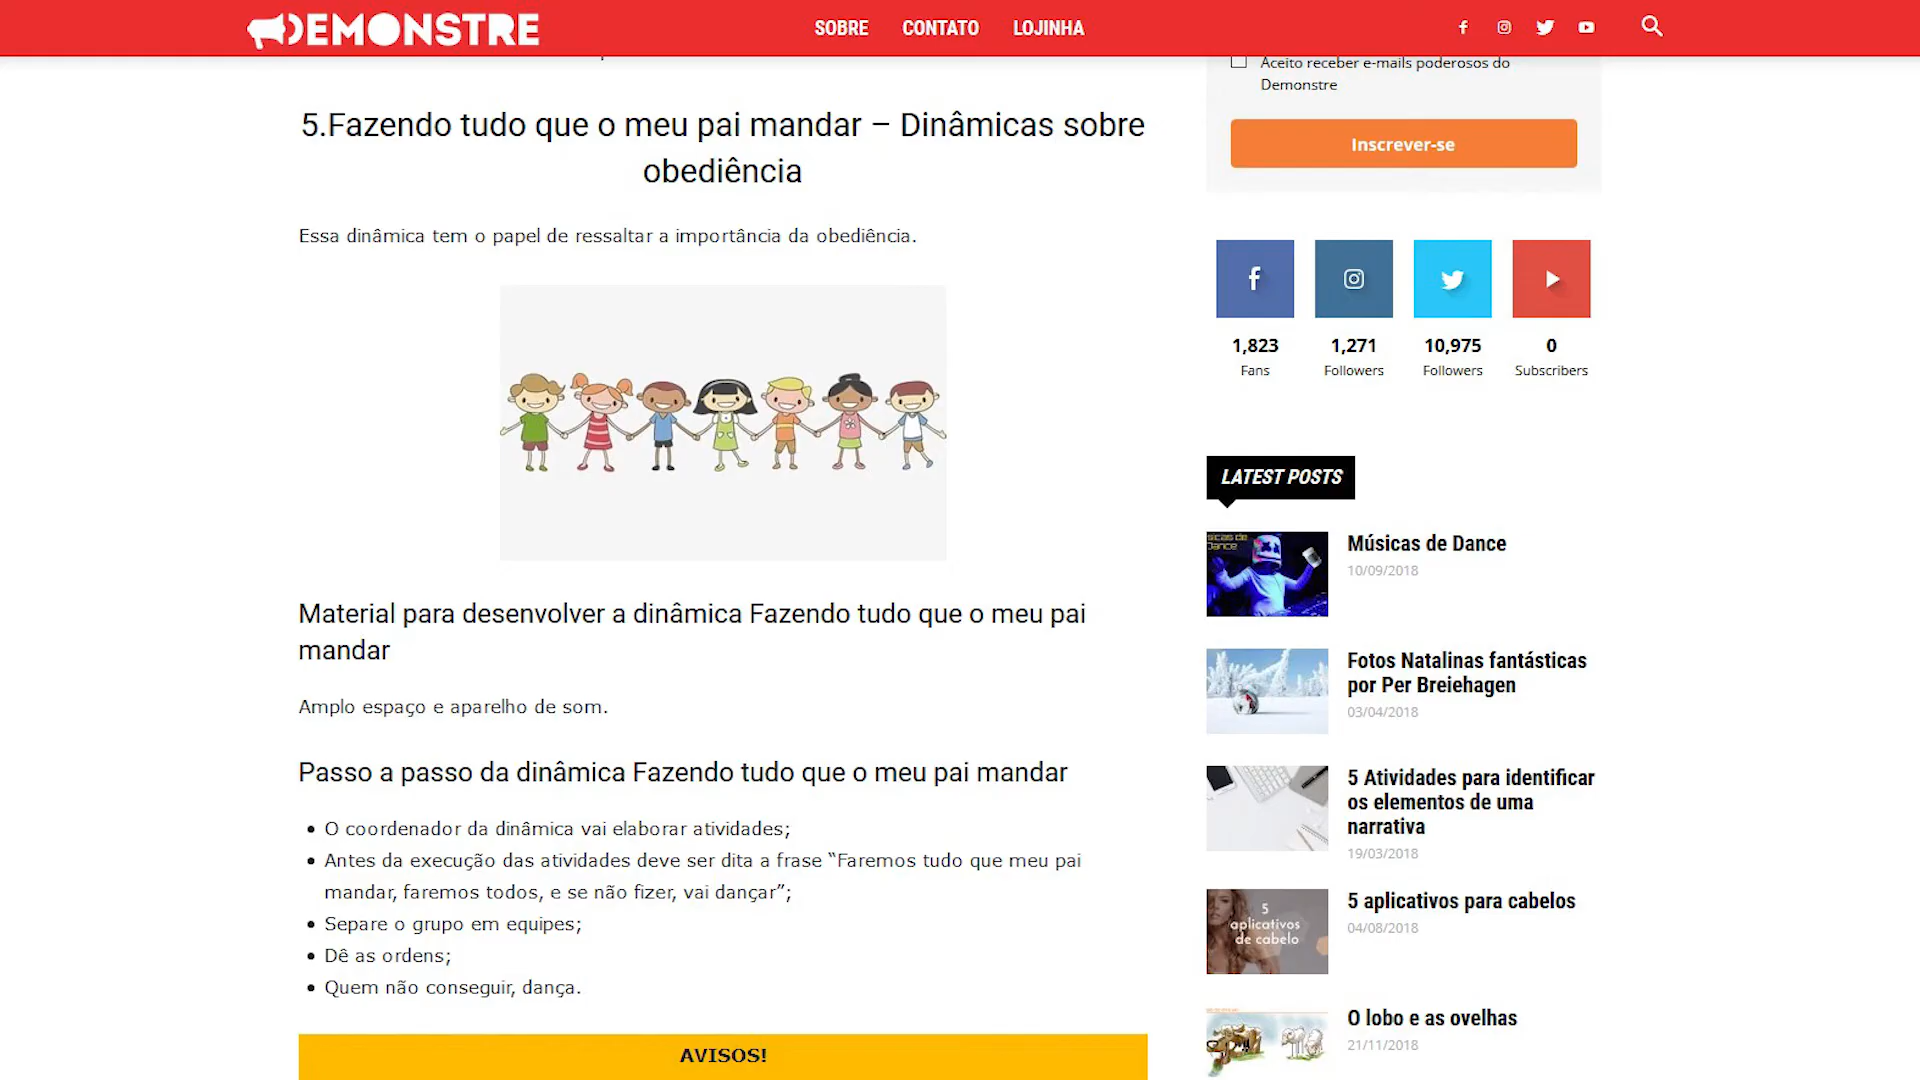 DEMONSTRE
SOBRE CONTATO LOJINHA
5.Fazendo tudo que o meu pai mandar – Dinâmicas sobre
obediência
Essa dinâmica tem o papel de ressaltar a importância da obediência.
Material para desenvolver a dinâmica Fazendo tudo que o meu pai
mandar
Amplo espaço e aparelho de som.
Passo a passo da dinâmica Fazendo tudo que o meu pai mandar
• O coordenador da dinâmica vai elaborar atividades;
• Antes da execução das atividades deve ser dita a frase “Faremos tudo que meu pai
mandar, faremos todos, e se não fizer, vai dançar”;
• Separe o grupo em equipes;
• Dê as ordens;
• Quem não conseguir, dança.
AVISOS!
Aceito receber e-mails poderosos do
Demonstre
Inscrever-se
1,823 1,271 10,975 0
Fans Followers Followers Subscribers
LATEST POSTS
Dance
Músicas de Dance
10/09/2018
Fotos Natalinas fantásticas
por Per Breiehagen
03/04/2018
5 Atividades para identificar
os elementos de uma
narrativa
19/03/2018
5
aplicativos
de cabelo
5 aplicativos para cabelos
04/08/2018
O lobo e as ovelhas
21/11/2018